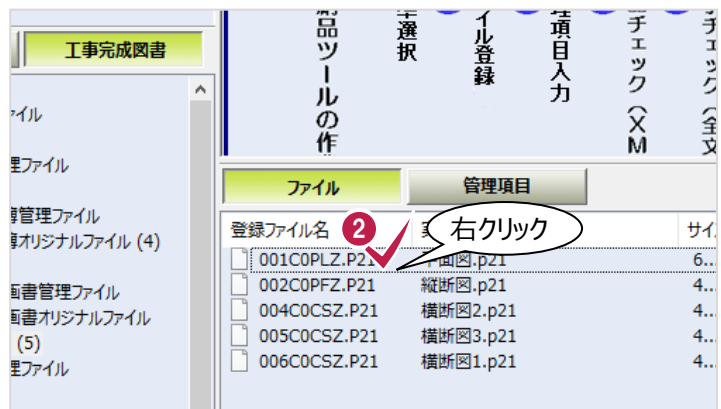 工事完成図書
ァイル
理ファイル
管理ファイル
オリジナルファイル (4)
画書管理ファイル
画書オリジナルファイル
(5)
理ファイル
品ツールの作
選択
イル登録
理項目入力
チェック（XM
チェック（全文
ファイル
管理項目
登録ファイル名
サイ
2
右クリック
001C0PLZ.P21
平面図.p21
6...
002C0PFZ.P21
縦断図.p21
4...
004C0CSZ.P21
横断図2.p21
4...
005C0CSZ.P21
横断図3.p21
4...
006C0CSZ.P21
横断図1.p21
4...